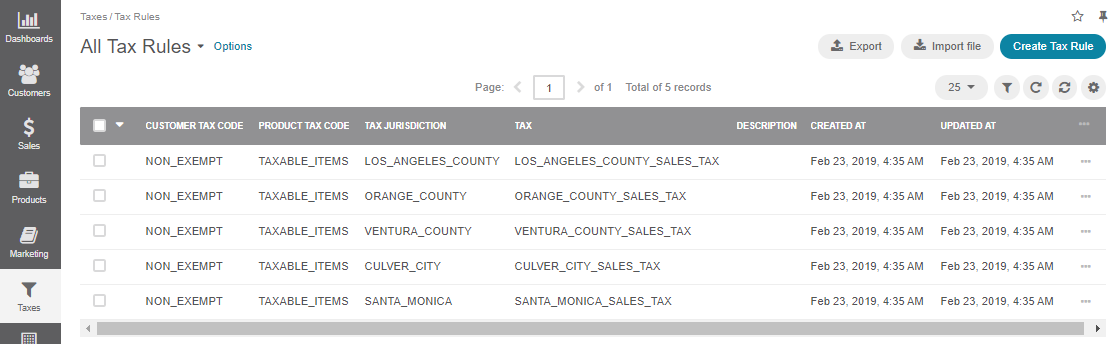 Dashboards
Customers
Sales
Products
Marketing
Taxes
Taxes / Tax Rules
All Tax Rules Options
Export Import file Create Tax Rule
Page: 1 of 1 Total of 5 records 25
CUSTOMER TAX CODE PRODUCT TAX CODE TAX JURISDICTION TAX DESCRIPTION CREATED AT UPDATED AT
NON_EXEMPT TAXABLE_ITEMS LOS_ANGELES_COUNTY LOS_ANGELES_COUNTY_SALES_TAX Feb 23, 2019, 4:35 AM Feb 23, 2019, 4:35 AM
NON_EXEMPT TAXABLE_ITEMS ORANGE_COUNTY ORANGE_COUNTY_SALES_TAX Feb 23, 2019, 4:35 AM Feb 23, 2019, 4:35 AM
NON_EXEMPT TAXABLE_ITEMS VENTURA_COUNTY VENTURA_COUNTY_SALES_TAX Feb 23, 2019, 4:35 AM Feb 23, 2019, 4:35 AM
NON_EXEMPT TAXABLE_ITEMS CULVER_CITY CULVER_CITY_SALES_TAX Feb 23, 2019, 4:35 AM Feb 23, 2019, 4:35 AM
NON_EXEMPT TAXABLE_ITEMS SANTA_MONICA SANTA_MONICA_SALES_TAX Feb 23, 2019, 4:35 AM Feb 23, 2019, 4:35 AM